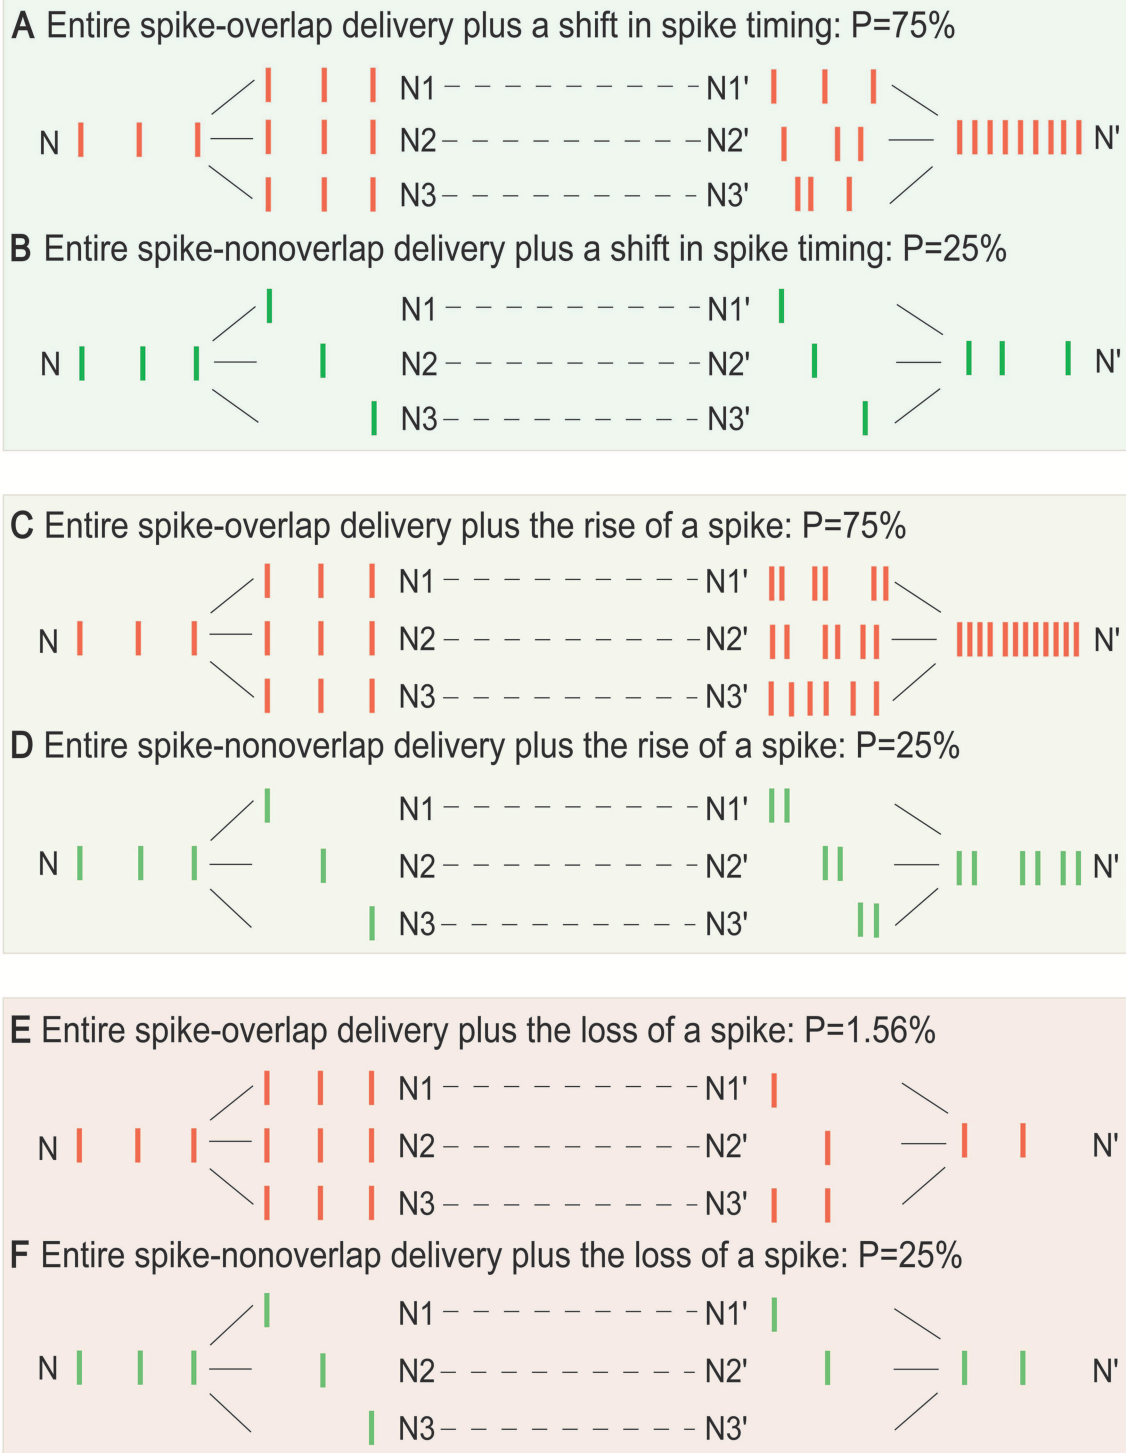 A Entire spike-overlap delivery plus a shift in spike timing: P=75%
N1 N1'
N N2 N2' N'
N3 N3'
B Entire spike-nonoverlap delivery plus a shift in spike timing: P=25%
N1 N1'
N N2 N2' N'
N3 N3'
C Entire spike-overlap delivery plus the rise of a spike: P=75%
N1 N1'
N N2 N2' N'
N3 N3'
D Entire spike-nonoverlap delivery plus the rise of a spike: P=25%
N1 N1'
N N2 N2' N'
N3 N3'
E Entire spike-overlap delivery plus the loss of a spike: P=1.56%
N1 N1'
N N2 N2' N'
N3 N3'
F Entire spike-nonoverlap delivery plus the loss of a spike: P=25%
N1 N1'
N N2 N2' N'
N3 N3'